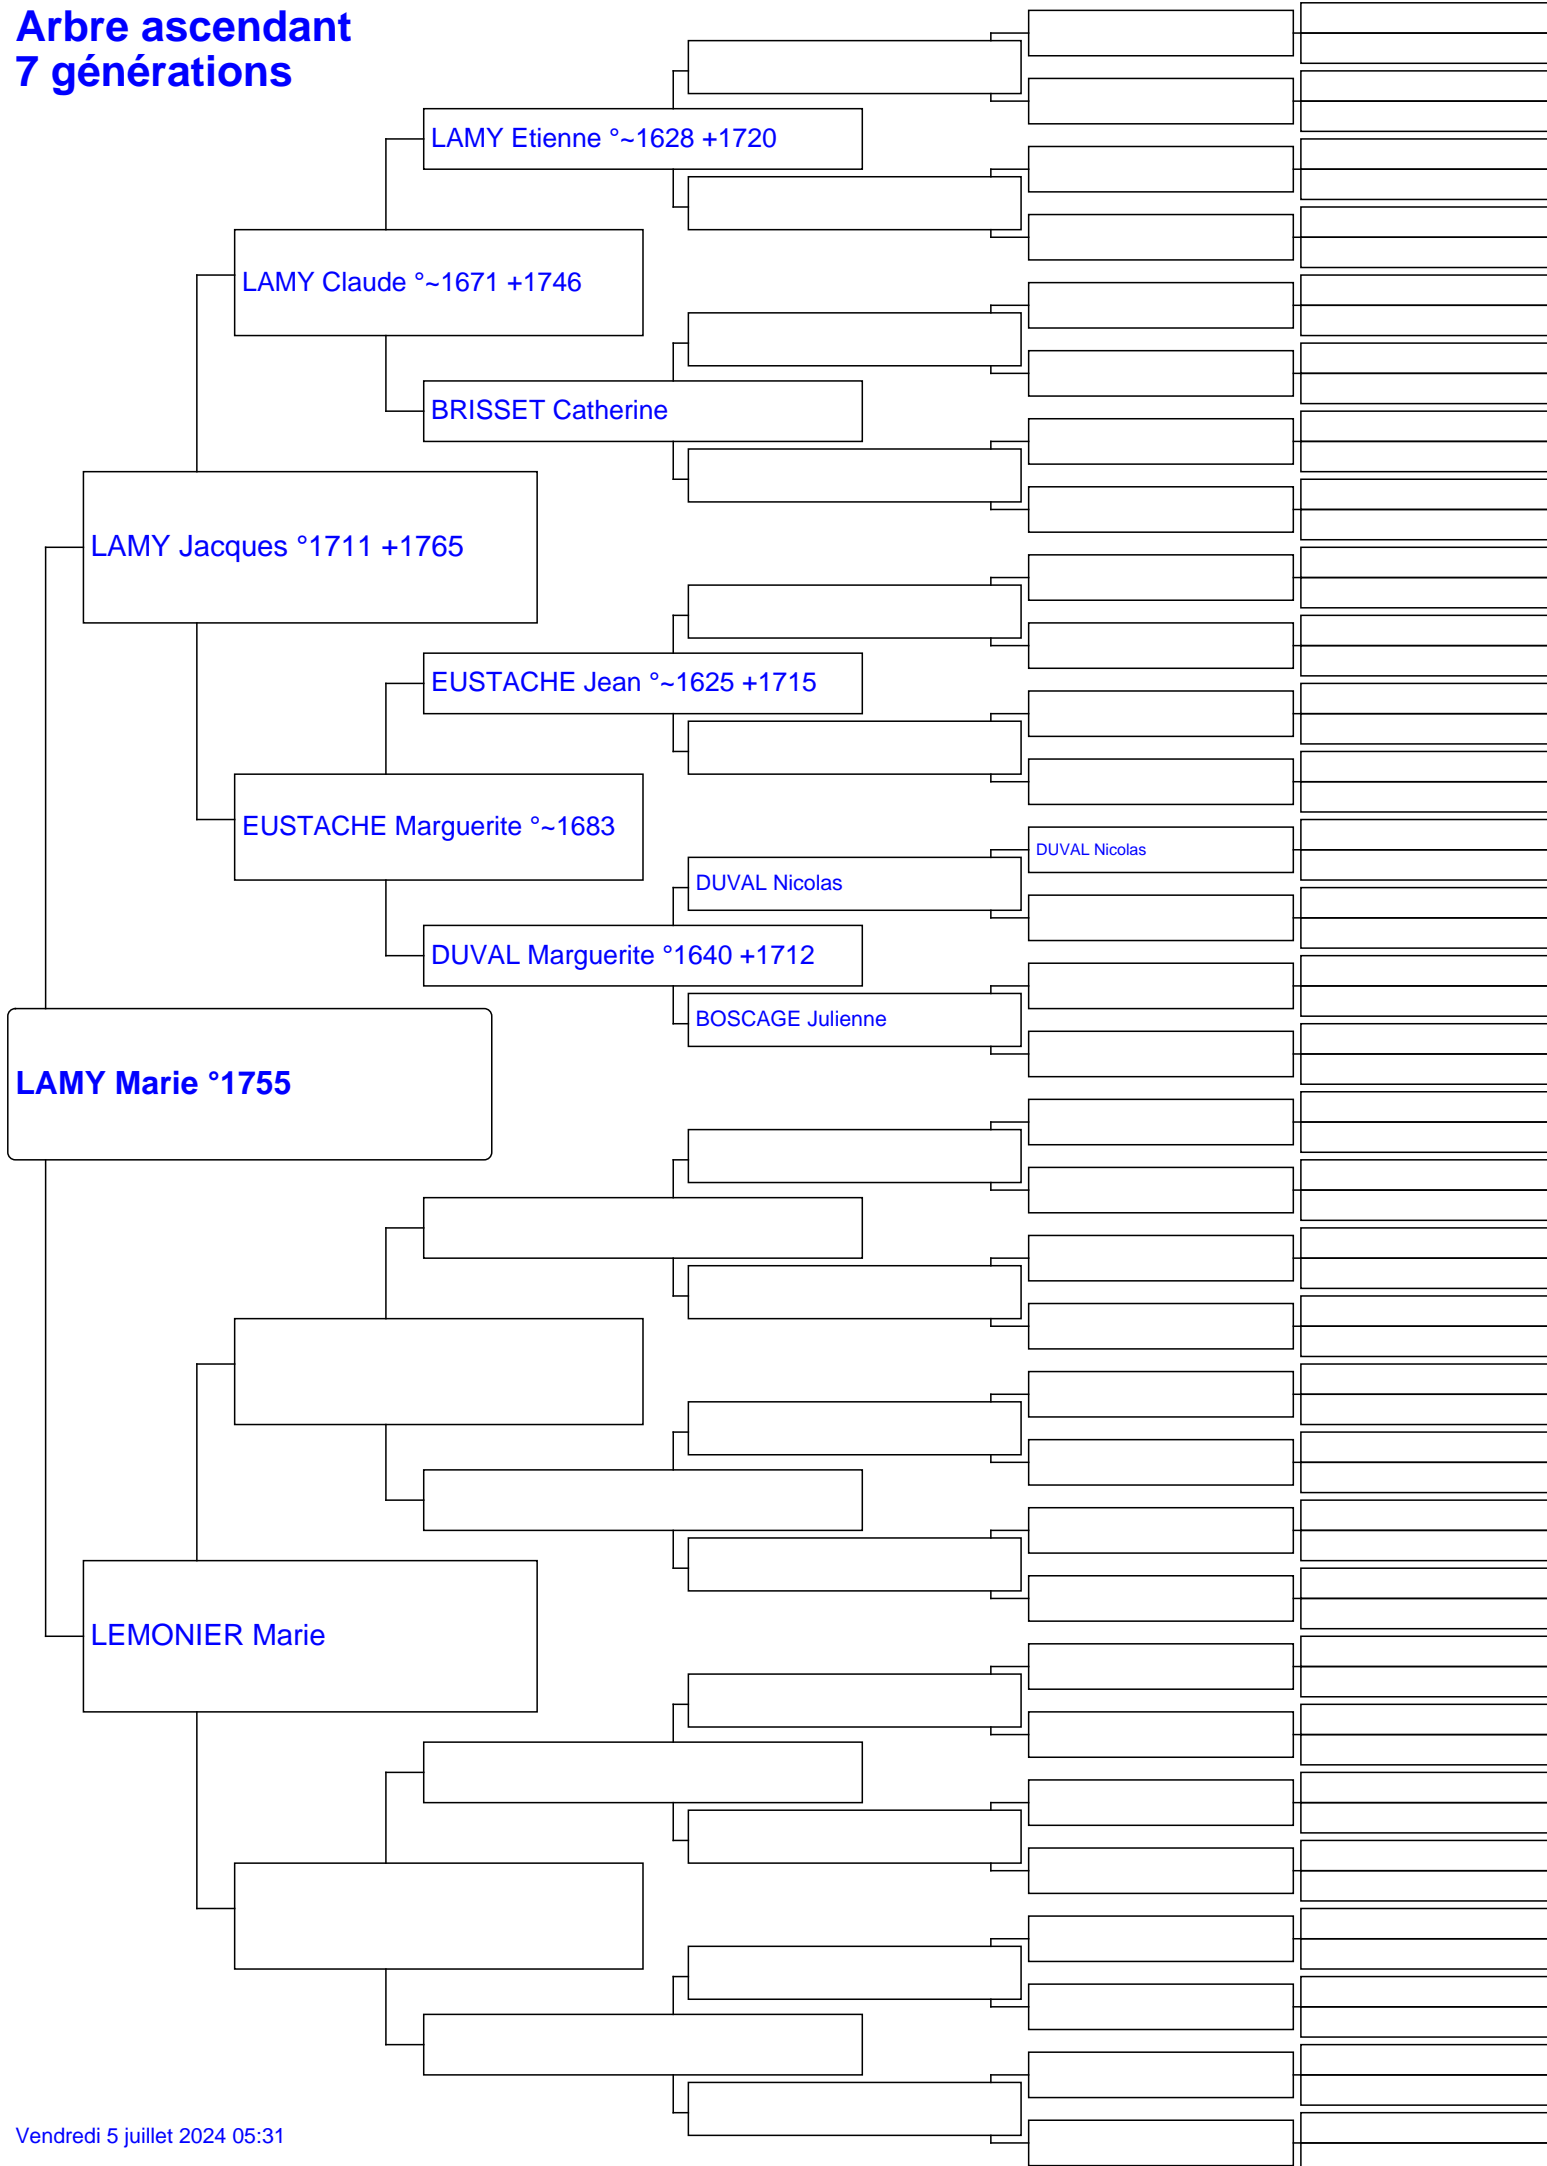 Arbre ascendant
7 générations
LAMY Etienne °~1628 +1720
LAMY Claude °~1671 +1746
BRISSET Catherine
LAMY Jacques °1711 +1765
EUSTACHE Jean °~1625 +1715
EUSTACHE Marguerite °~1683
DUVAL Nicolas
DUVAL Nicolas
DUVAL Marguerite °1640 +1712
BOSCAGE Julienne
LAMY Marie °1755
LEMONIER Marie
Vendredi 5 juillet 2024 05:31